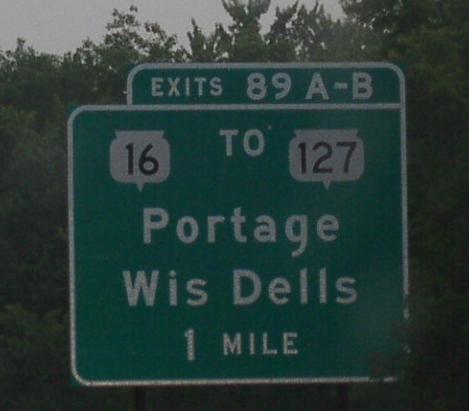 EXITS 89 A-B
16 TO 127
Portage
Wis Dells
1 MILE